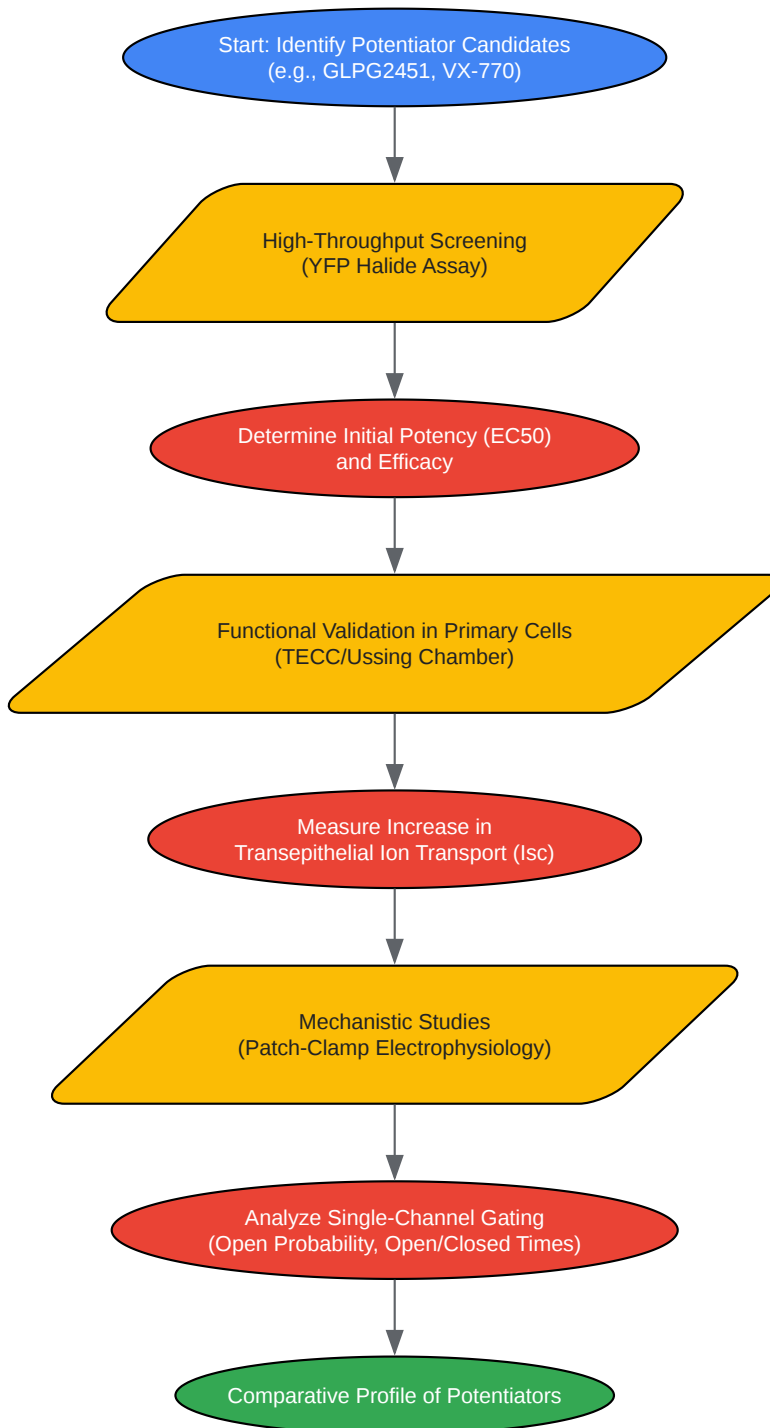 Start: Identify Potentiator Candidates
(e.g., GLPG2451, VX-770)
High-Throughput Screening
(YFP Halide Assay)
Determine Initial Potency (EC50)
and Efficacy
Functional Validation in Primary Cells
(TECC/Ussing Chamber)
Measure Increase in
Transepithelial Ion Transport (Isc)
Mechanistic Studies
(Patch-Clamp Electrophysiology)
Analyze Single-Channel Gating
(Open Probability, Open/Closed Times)
Comparative Profile of Potentiators